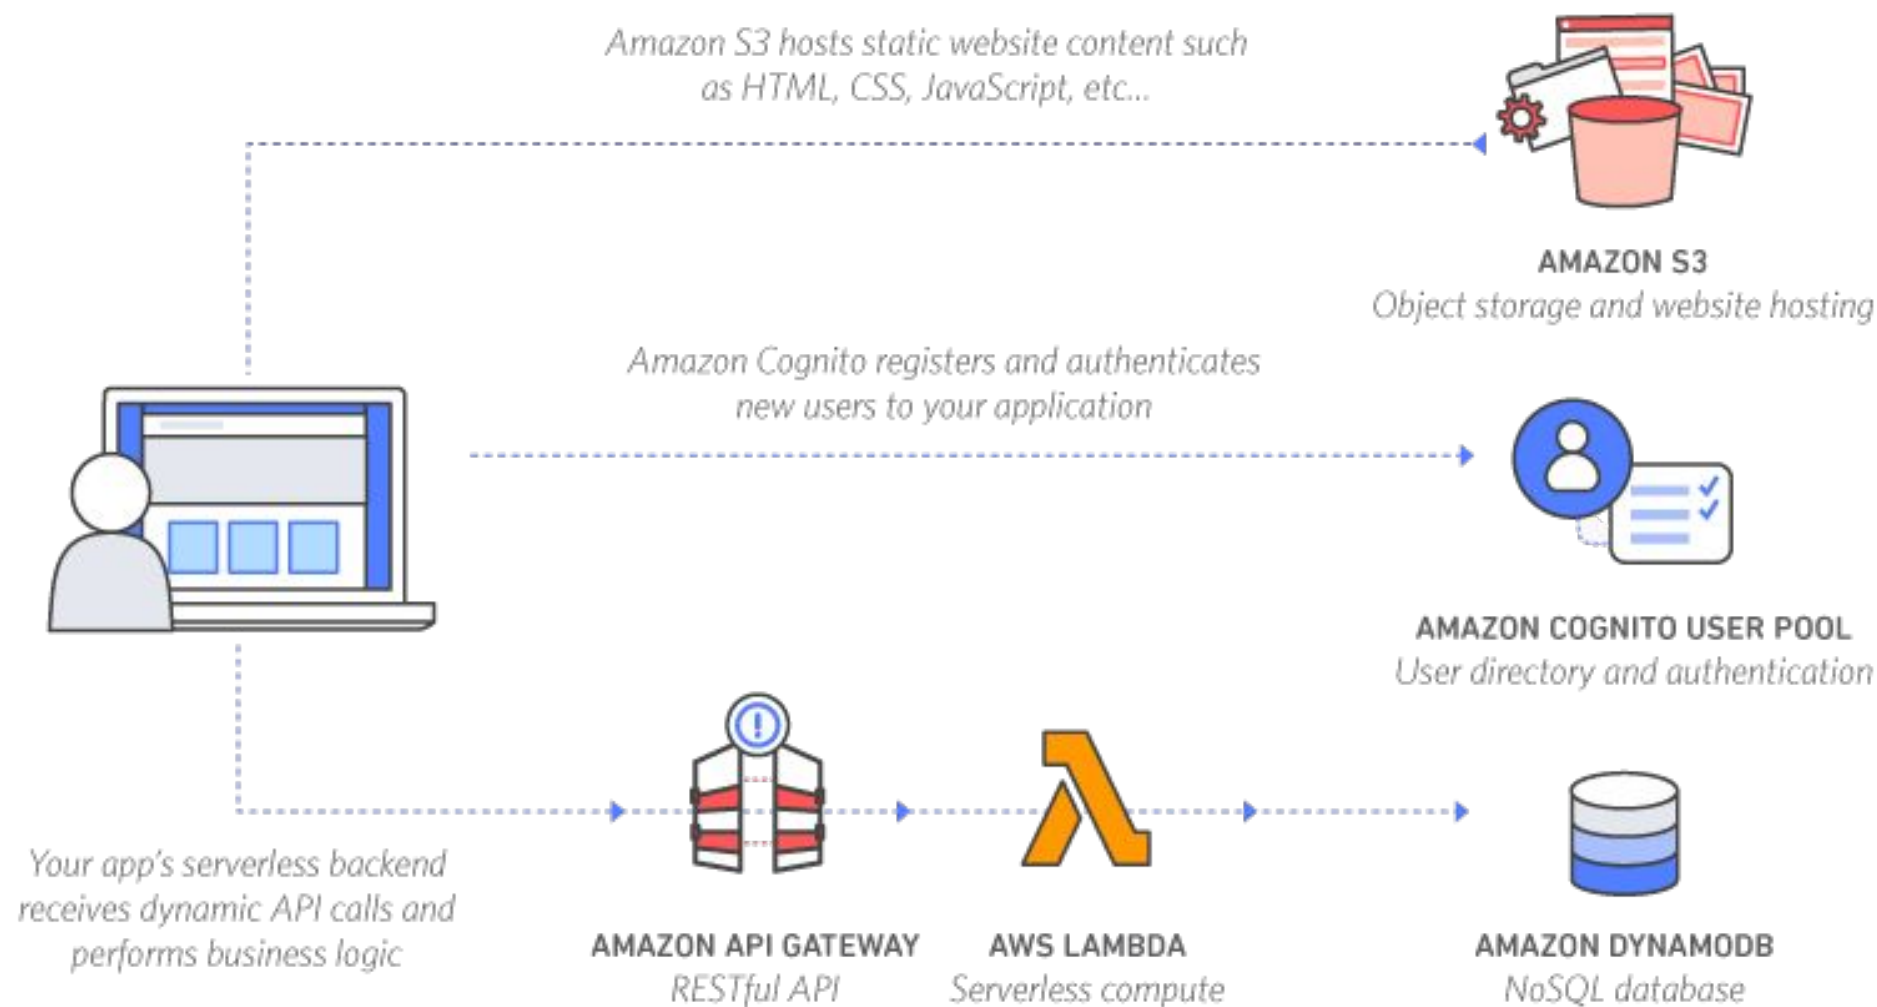 Amazon S3 hosts static website content such
as HTML, CSS, JavaScript, etc...
AMAZON S3
Object storage and website hosting
Amazon Cognito registers and authenticates
new users to your application
AMAZON COGNITO USER POOL
User directory and authentication
Your app's serverless backend
receives dynamic API calls and
performs business logic
AMAZON API GATEWAY
RESTful API
AWS LAMBDA
Serverless compute
AMAZON DYNAMODB
NoSQL database